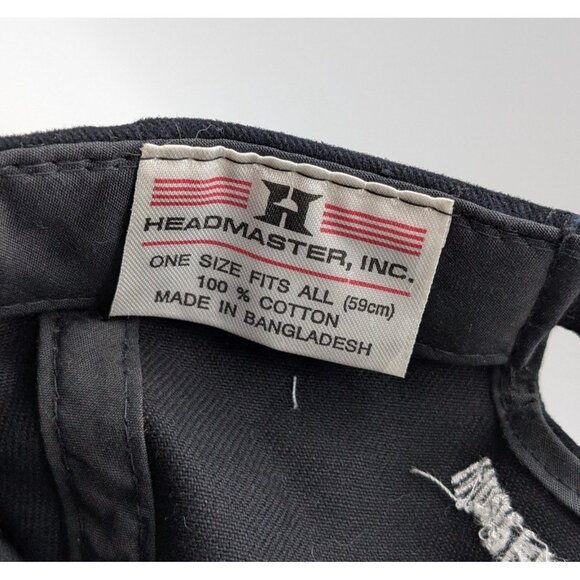 H
HEADMASTER, INC.
ONE SIZE FITS ALL (59cm)
100 % COTTON
MADE IN BANGLADESH